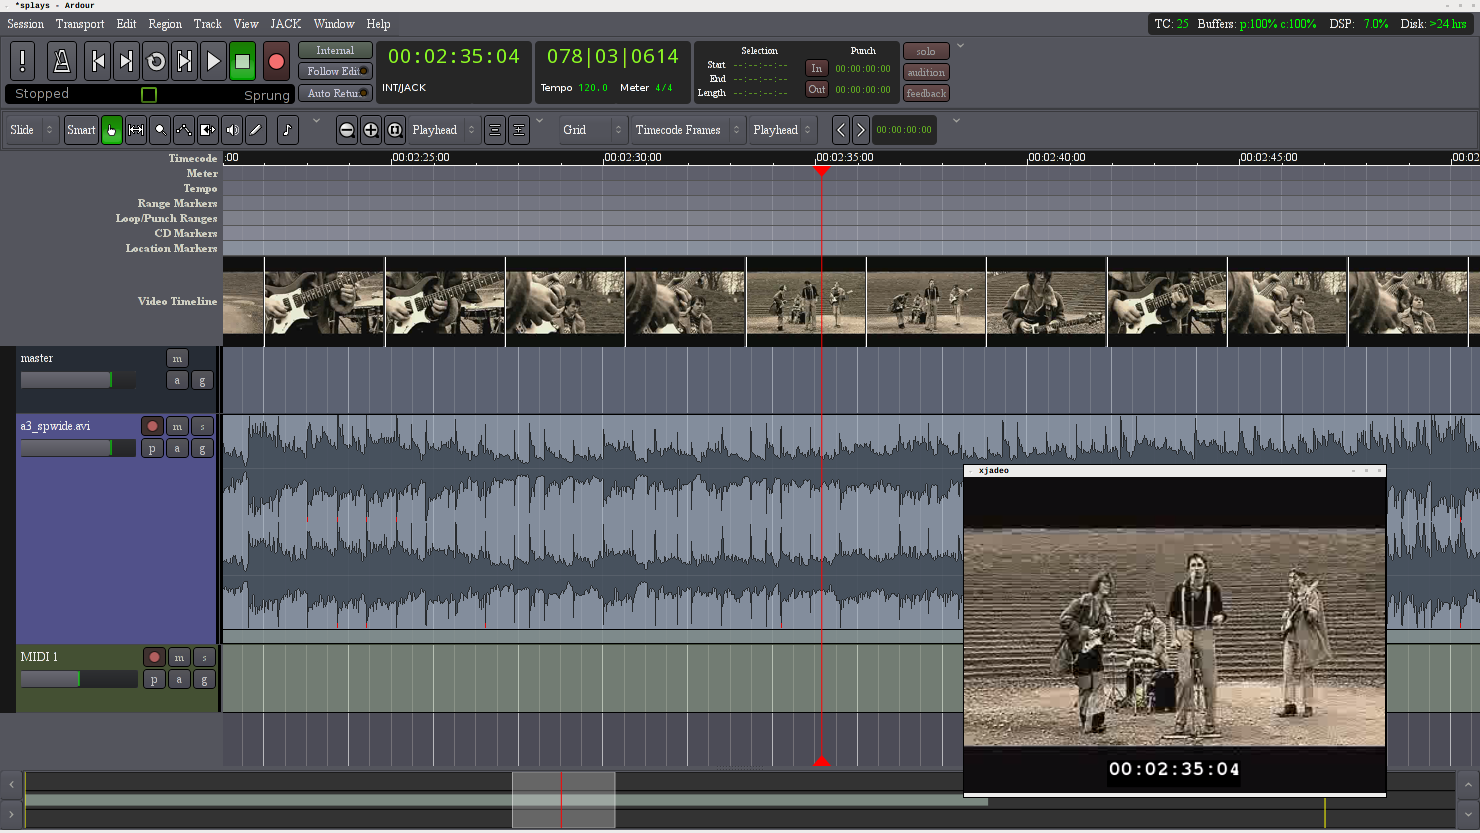 *splays - Ardour
Session Transport Edit Region Track View JACK Window Help
TC: 25 Buffers: p:100% c:100% DSP: 7.0% Disk: >24 hrs
Internal
Follow Edit
Auto Return
Stopped
Sprung
00:02:35:04
INT/JACK
078|03|0614
Tempo 120.0 Meter 4/4
Selection
Start --:--:--:--
End --:--:--:--
Length --:--:--:--
Punch
In 00:00:00:00
Out 00:00:00:00
solo
audition
feedback
Slide Smart Playhead Grid Timecode Frames Playhead 00:00:00:00
Timecode :00 00:02:25:00 00:02:30:00 00:02:35:00 00:02:40:00 00:02:45:00 00:02
Meter
Tempo
Range Markers
Loop/Punch Ranges
CD Markers
Location Markers
Video Timeline
master m
a g
a3_spwide.avi m s
p a g
xjadeo
00:02:35:04
MIDI 1 m s
p a g